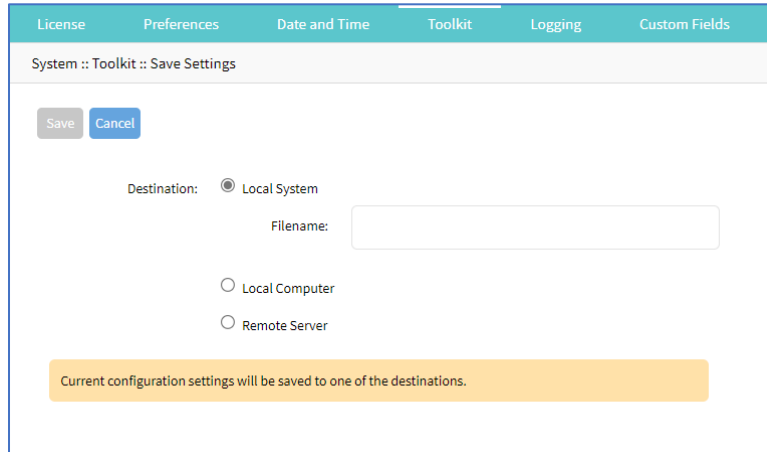 License Preferences Date and Time Toolkit Logging Custom Fields
System :: Toolkit :: Save Settings
Save Cancel
Destination: Local System
Filename:
Local Computer
Remote Server
Current configuration settings will be saved to one of the destinations.